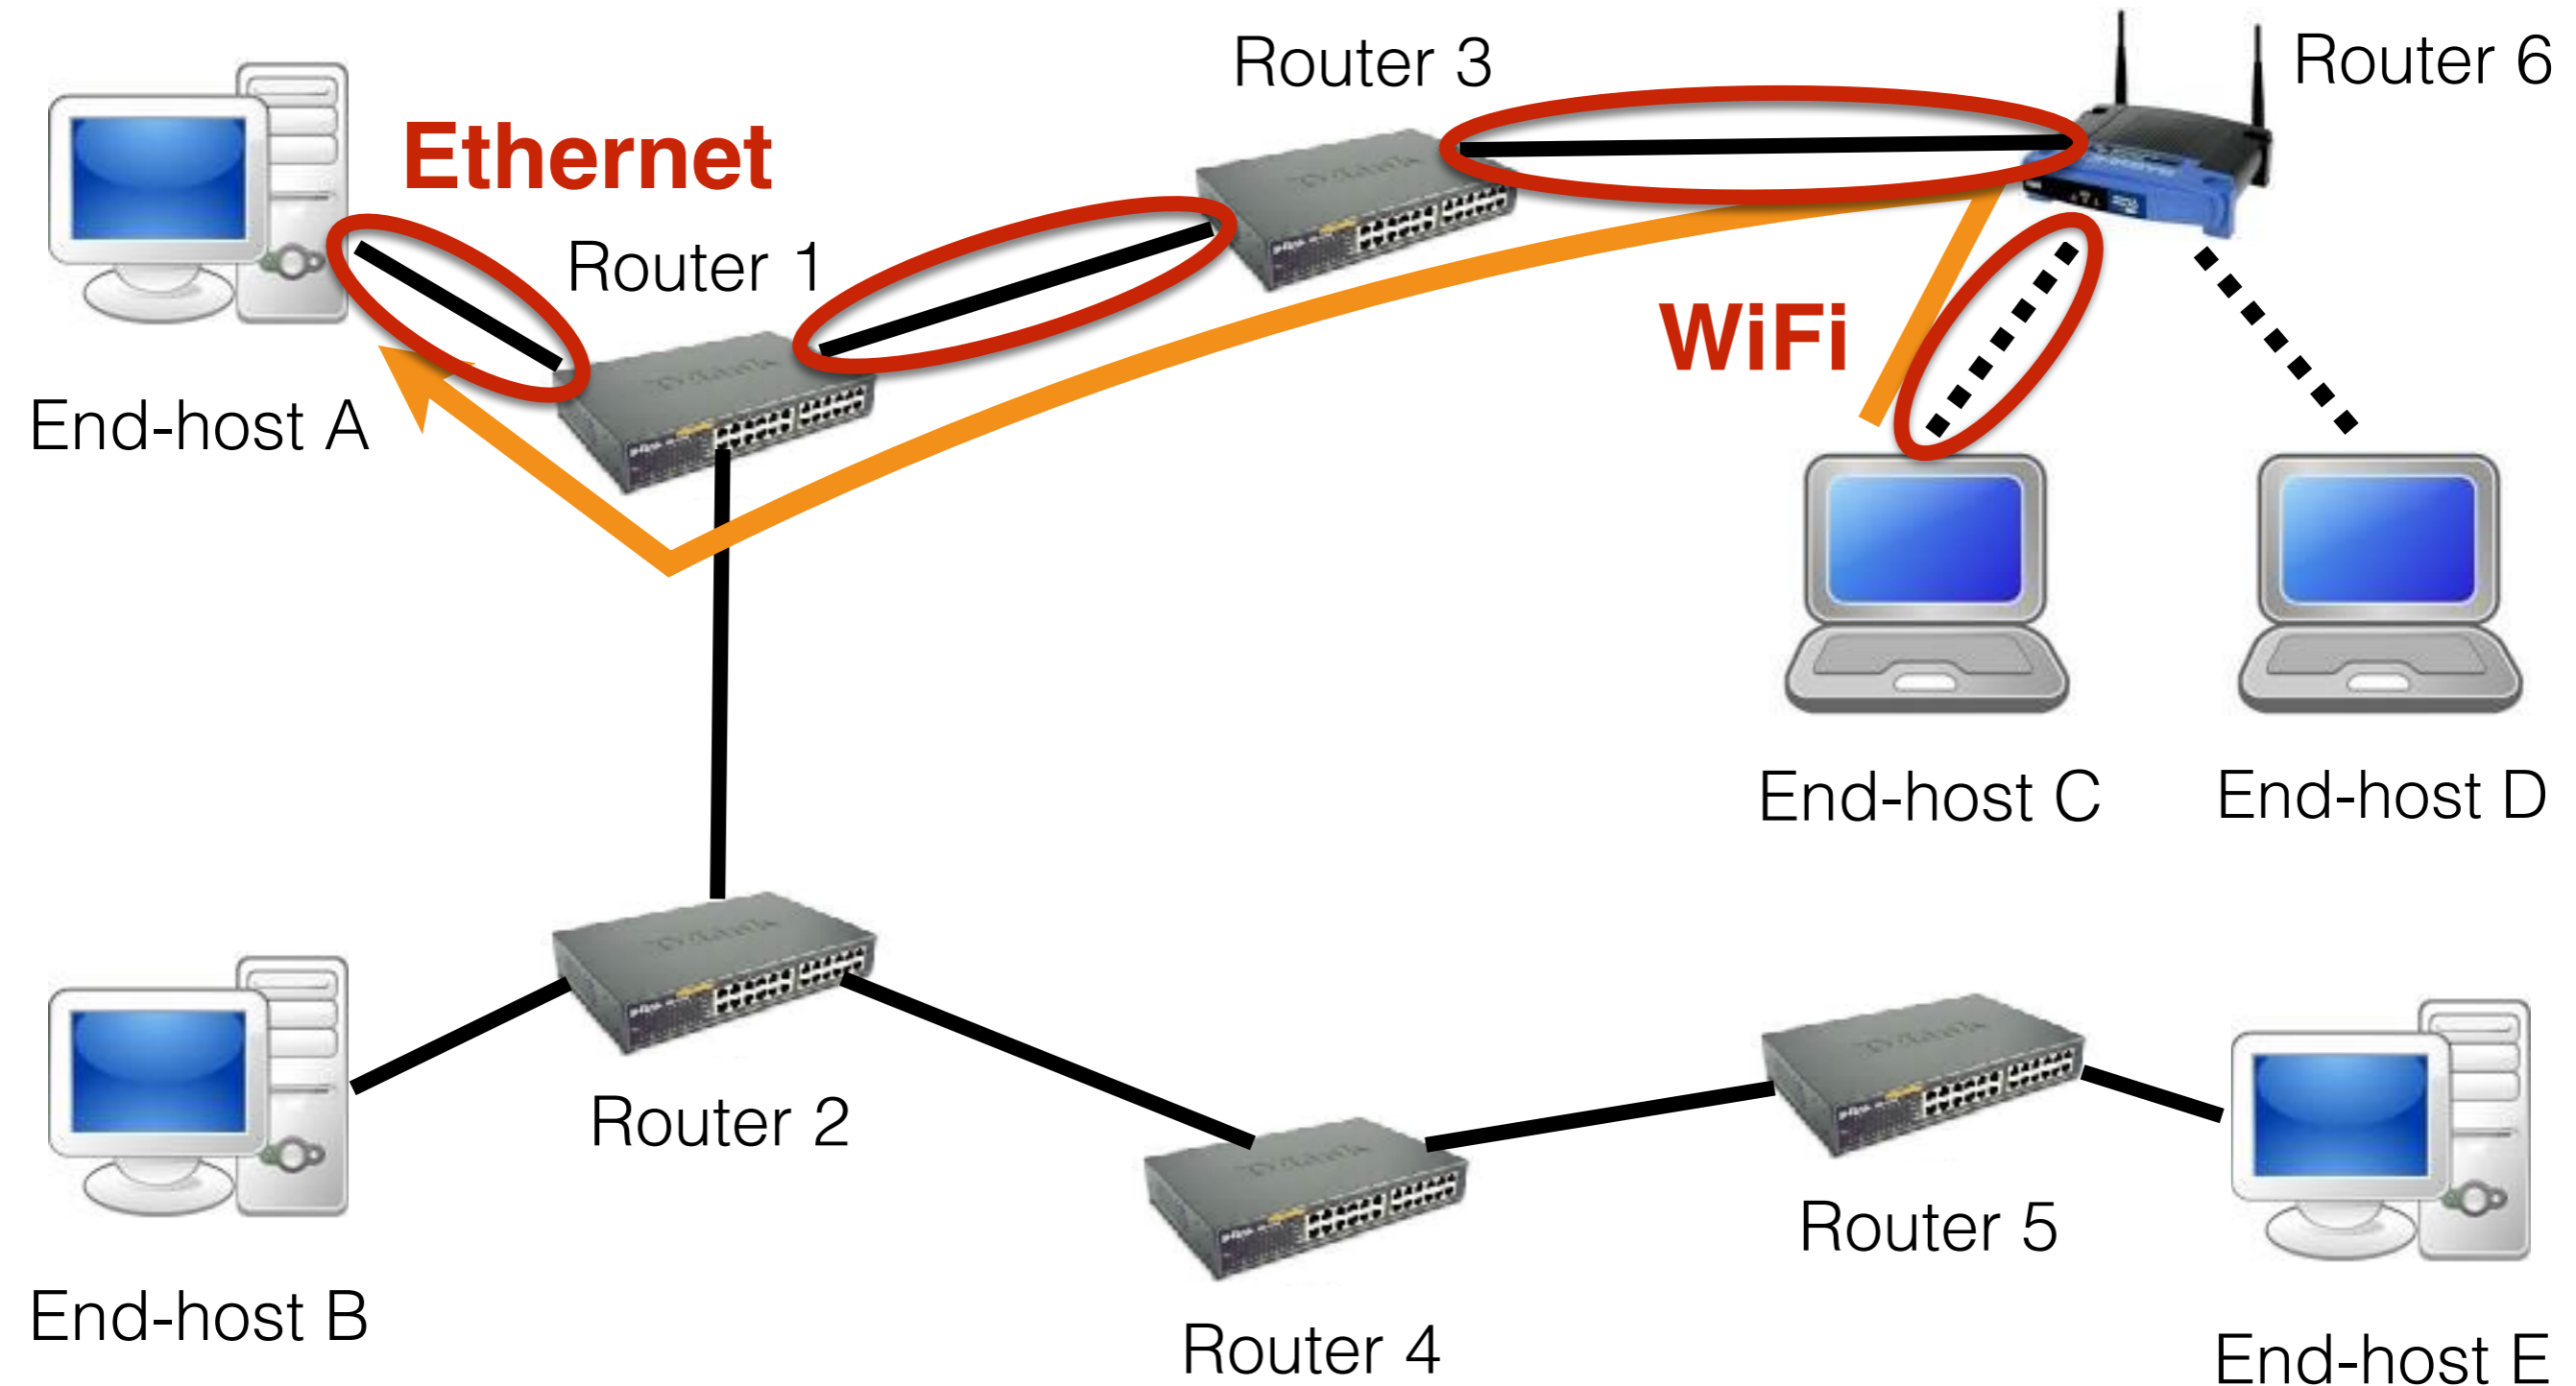 Router 3
Router 6
Ethernet
Router 1
WiFi
End-host A
End-host C
End-host D
Router 2
Router 5
End-host B
Router 4
End-host E